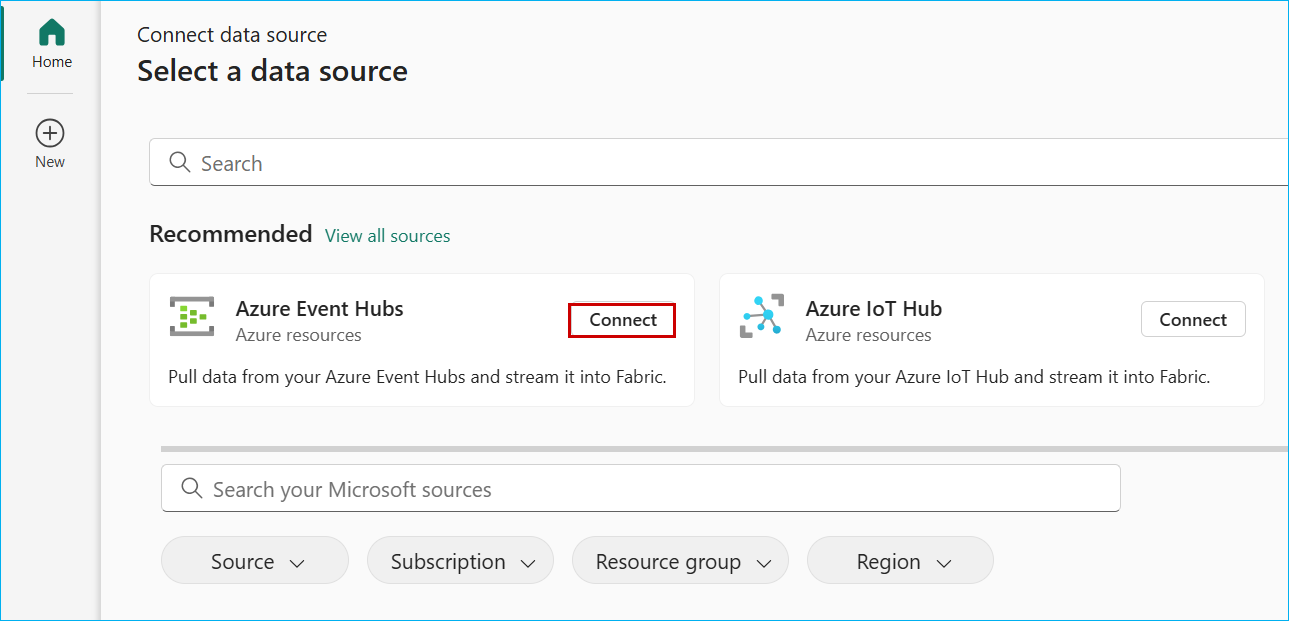 Home
New
Connect data source
Select a data source
Search
Recommended View all sources
Azure Event Hubs
Azure resources
Connect
Pull data from your Azure Event Hubs and stream it into Fabric.
Azure IoT Hub
Azure resources
Connect
Pull data from your Azure IoT Hub and stream it into Fabric.
Search your Microsoft sources
Source
Subscription
Resource group
Region